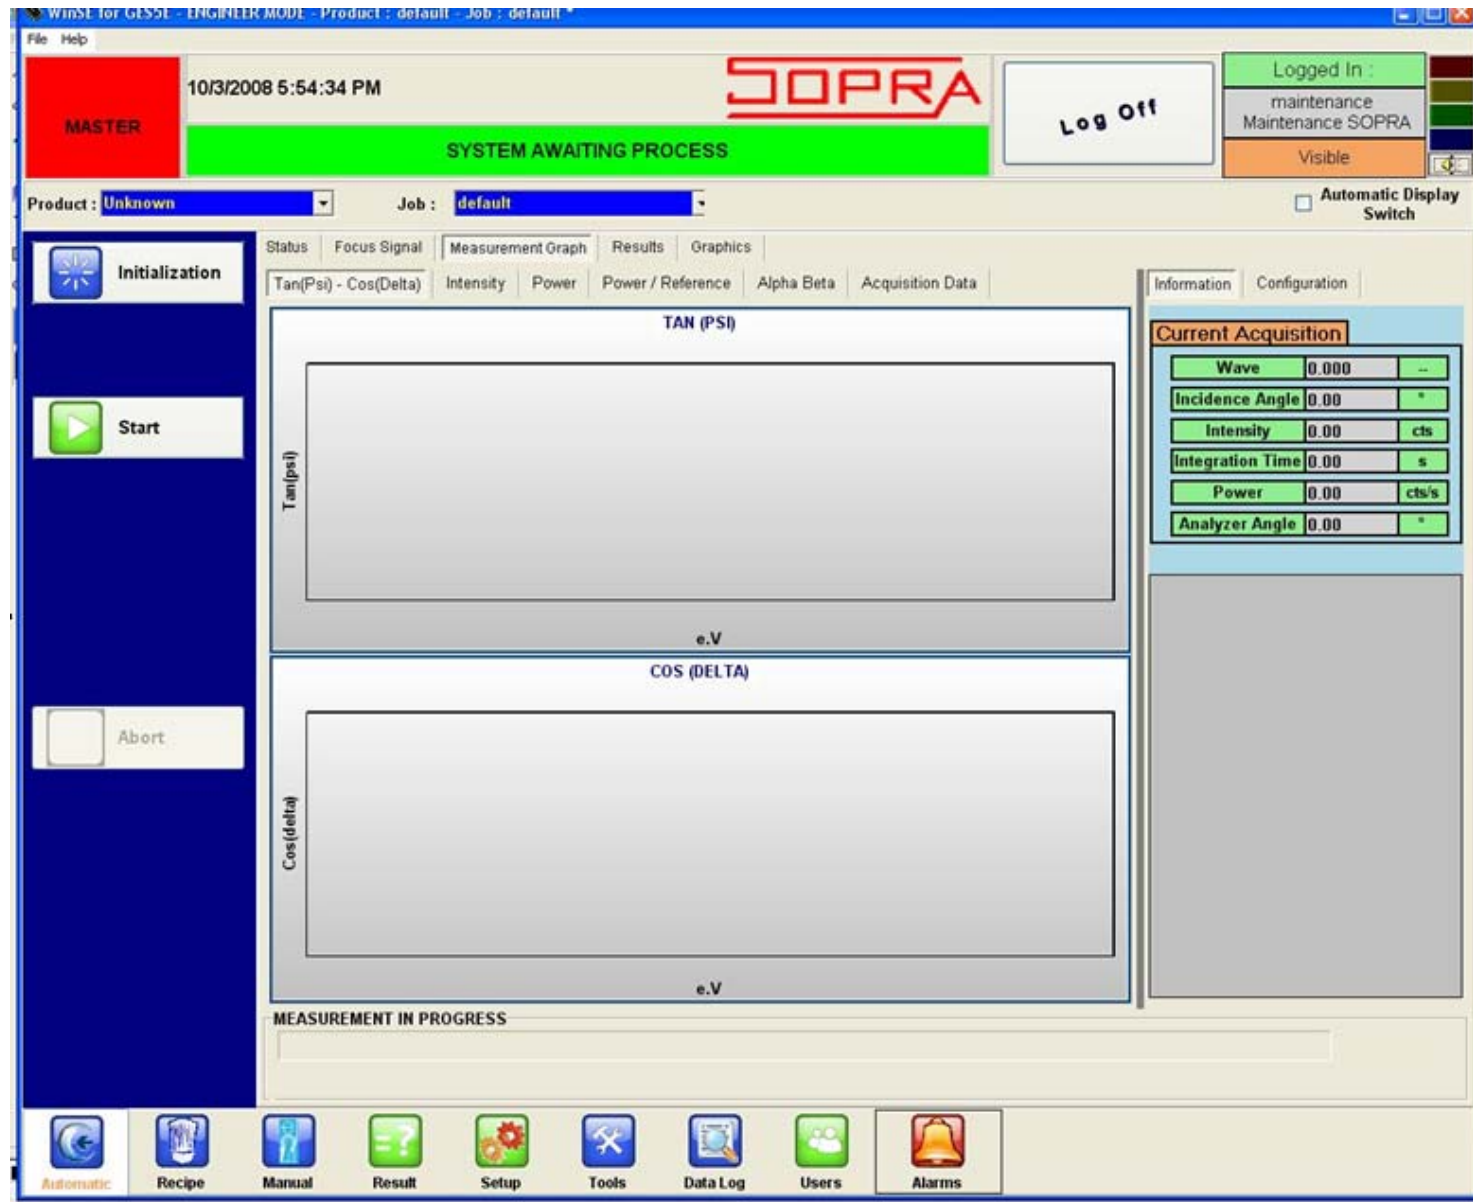 WinSE for GES5E - ENGINEER MODE - Product : default - Job : default *
File Help
MASTER
10/3/2008 5:54:34 PM
SOPRA
SYSTEM AWAITING PROCESS
Log Off
Logged In :
maintenance
Maintenance SOPRA
Visible
Product : Unknown
Job : default
Automatic Display
Switch
Initialization
Start
Abort
Status Focus Signal Measurement Graph Results Graphics
Tan(Psi) - Cos(Delta) Intensity Power Power / Reference Alpha Beta Acquisition Data
TAN (PSI)
Tan(psi)
e.V
COS (DELTA)
Cos(delta)
e.V
MEASUREMENT IN PROGRESS
Information Configuration
Current Acquisition
Wave 0.000 --
Incidence Angle 0.00 °
Intensity 0.00 cts
Integration Time 0.00 s
Power 0.00 cts/s
Analyzer Angle 0.00 °
Automatic Recipe Manual Result Setup Tools Data Log Users Alarms